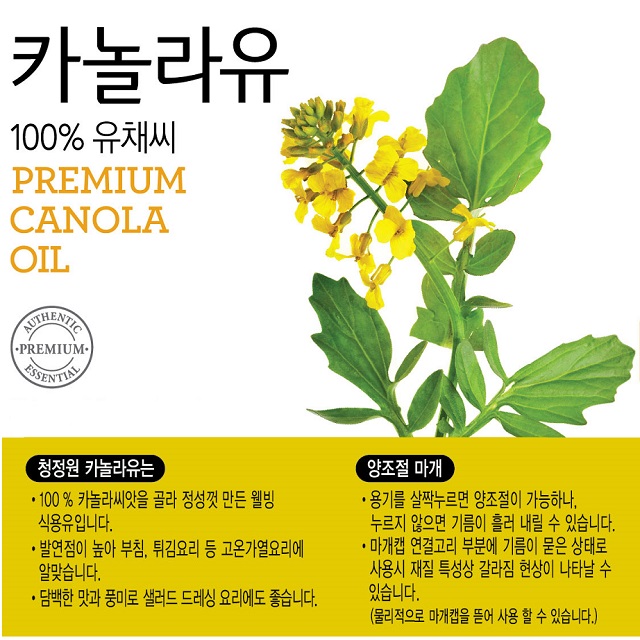 카놀라유
100% 유채씨
PREMIUM
CANOLA
OIL
AUTHENTIC
·PREMIUM·
ESSENTIAL
청정원 카놀라유는
· 100 % 카놀라씨앗을 골라 정성껏 만든 웰빙
식용유입니다.
· 발연점이 높아 부침, 튀김요리 등 고온가열요리에
알맞습니다.
· 담백한 맛과 풍미로 샐러드 드레싱 요리에도 좋습니다.
양조절 마개
· 용기를 살짝누르면 양조절이 가능하나,
누르지 않으면 기름이 흘러 내릴 수 있습니다.
· 마개캡 연결고리 부분에 기름이 묻은 상태로
사용시 재질 특성상 갈라짐 현상이 나타날 수
있습니다.
(물리적으로 마개캡을 뜯어 사용 할 수 있습니다.)